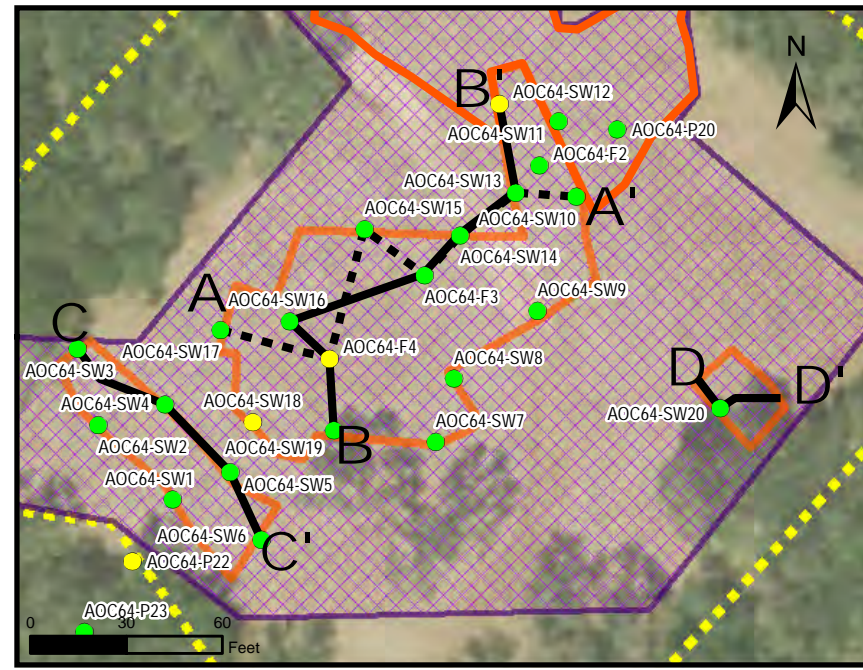 N
B'
AOC64-SW12
AOC64-SW11
AOC64-P20
AOC64-F2
AOC64-SW13
A'
AOC64-SW15
AOC64-SW10
AOC64-SW14
AOC64-F3
AOC64-SW9
A
AOC64-SW16
C
AOC64-SW17
AOC64-F4
AOC64-SW8
AOC64-SW3
D
D'
AOC64-SW4
AOC64-SW18
AOC64-SW20
AOC64-SW7
AOC64-SW2
AOC64-SW19
B
AOC64-SW5
AOC64-SW1
AOC64-SW6
C'
AOC64-P22
AOC64-P23
0 30 60
Feet